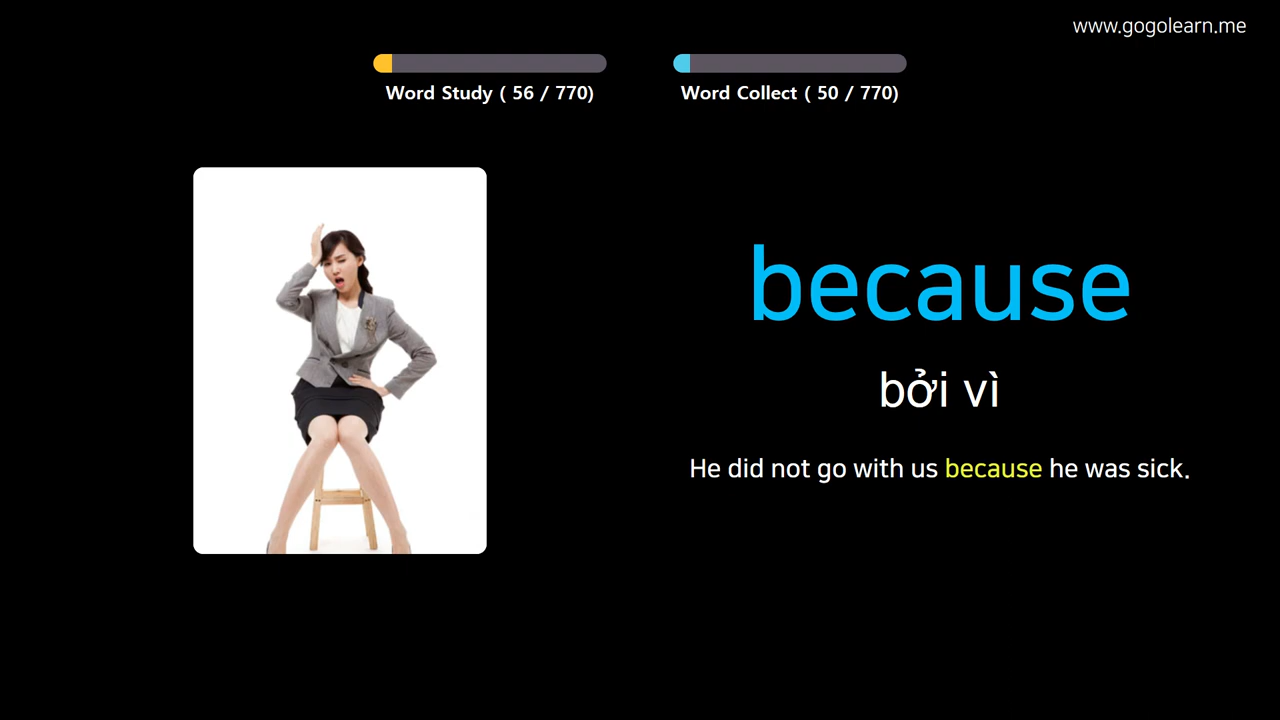 www.gogolearn.me
Word Study ( 56 / 770)
Word Collect ( 50 / 770)
because
bởi vì
He did not go with us because he was sick.